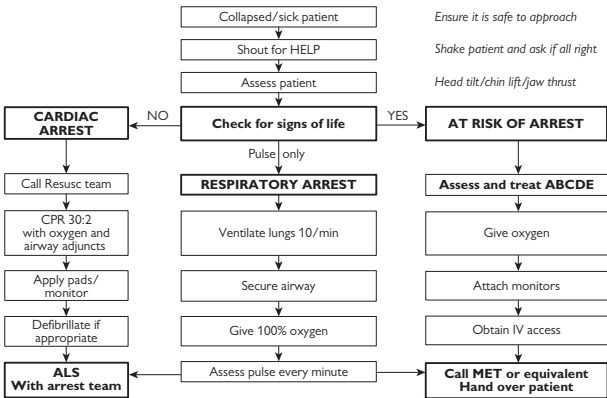 Collapsed/sick patient
Ensure it is safe to approach
Shout for HELP
Shake patient and ask if all right
Assess patient
Head tilt/chin lift/jaw thrust
CARDIAC
ARREST
NO
Check for signs of life
YES
AT RISK OF ARREST
Pulse only
Call Resusc team
RESPIRATORY ARREST
Assess and treat ABCDE
CPR 30:2
with oxygen and
airway adjuncts
Ventilate lungs 10/min
Give oxygen
Apply pads/
monitor
Secure airway
Attach monitors
Defibrillate if
appropriate
Give 100% oxygen
Obtain IV access
ALS
With arrest team
Assess pulse every minute
Call MET or equivalent
Hand over patient